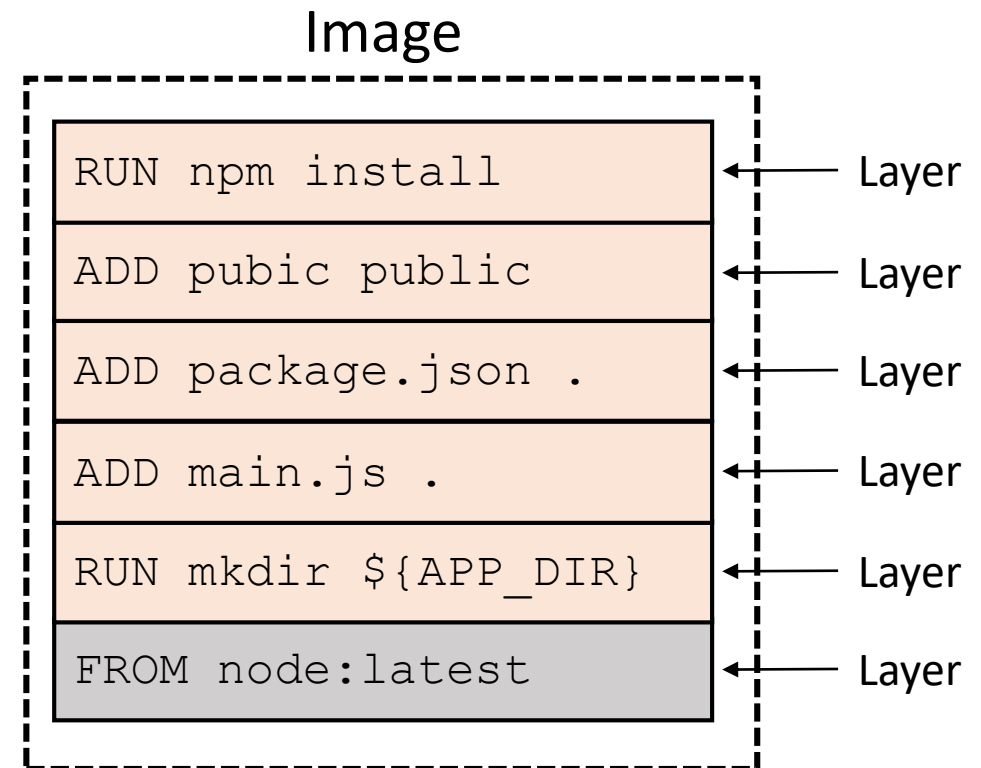 Image
RUN npm install
Layer
ADD pubic public
Layer
ADD package.json .
Layer
ADD main.js .
Layer
RUN mkdir ${APP_DIR}
Layer
FROM node:latest
Layer